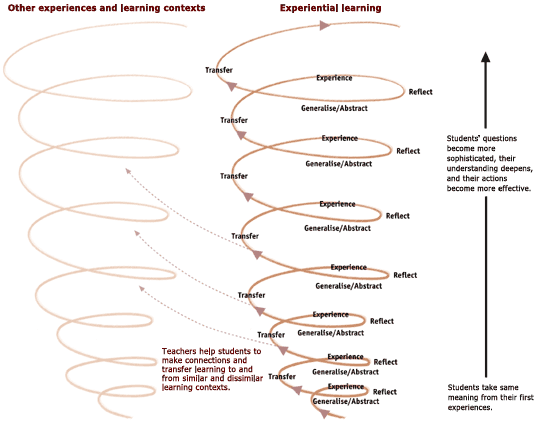 Other experiences and learning contexts
Experiential learning
Transfer
Experience
Reflect
Generalise/Abstract
Transfer
Experience
Reflect
Generalise/Abstract
Transfer
Experience
Reflect
Generalise/Abstract
Transfer
Experience
Reflect
Generalise/Abstract
Transfer
Experience
Reflect
Generalise/Abstract
Transfer
Experience
Reflect
Generalise/Abstract
Transfer
Experience
Reflect
Generalise/Abstract
Experience
Reflect
Generalise/Abstract
Teachers help students to
make connections and
transfer learning to and
from similar and dissimilar
learning contexts.
Students' questions
become more
sophisticated, their
understanding deepens,
and their actions
become more effective.
Students take same
meaning from their first
experiences.